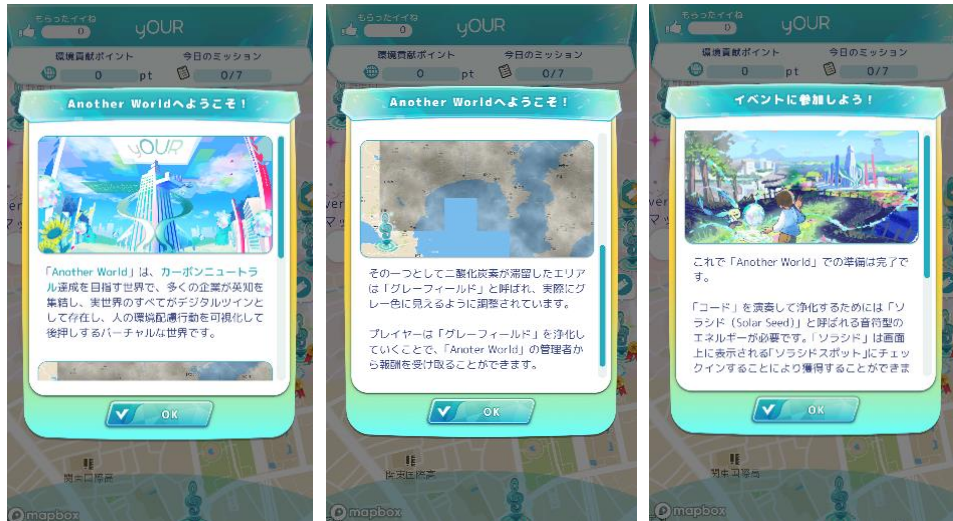 もらったイイね
0
yOUR
環境貢献ポイント
今日のミッション
0 pt
0/7
Another Worldへようこそ!
yOUR
「Another World」は、カーボンニュートラ
ル達成を目指す世界で、多くの企業が英知を
集結し、実世界のすべてがデジタルツインと
して存在し、人の環境配慮行動を可視化して
後押しするバーチャルな世界です。
OK
mapbox
もらったイイね
0
yOUR
環境貢献ポイント
今日のミッション
0 pt
0/7
Another Worldへようこそ!
その一つとして二酸化炭素が滞留したエリア
は「グレーフィールド」と呼ばれ、実際にグ
レー色に見えるように調整されています。
プレイヤーは「グレーフィールド」を浄化し
ていくことで、「Anoter World」の管理者か
ら報酬を受け取ることができます。
OK
mapbox
もらったイイね
0
yOUR
環境貢献ポイント
今日のミッション
0 pt
0/7
イベントに参加しよう!
これで「Another World」での準備は完了で
す。
「コード」を演奏して浄化するためには「ソ
ラシド（Solar Seed）」と呼ばれる音符型の
エネルギーが必要です。「ソラシド」は画面
上に表示される「ソラシドスポット」にチェッ
クインすることにより獲得することができま
OK
mapbox